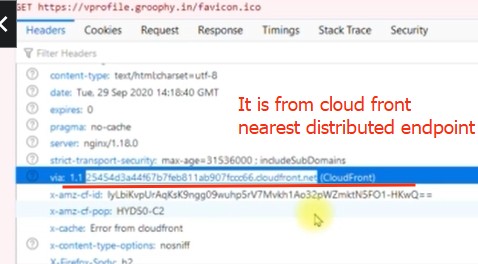 GET https://vprofile.groophy.in/favicon.ico
Headers Cookies Request Response Timings Stack Trace Security
Filter Headers
content-type: text/html;charset=utf-8
date: Tue, 29 Sep 2020 14:18:40 GMT
It is from cloud front
expires: 0
nearest distributed endpoint
pragma: no-cache
server: nginx/1.18.0
strict-transport-security: max-age=31536000 ; includeSubDomains
via: 1.1 25454d3a44f67b7feb811ab907fccc66.cloudfront.net (CloudFront)
x-amz-cf-id: IyLbiKvpUrAqKsK9ngg09wuhp5rV7Mvkh1Ao32pWZmktN5FO1-HKwQ==
x-amz-cf-pop: HYD50-C2
x-cache: Error from cloudfront
x-content-type-options: nosniff
X-Firefox-Spdy: h2